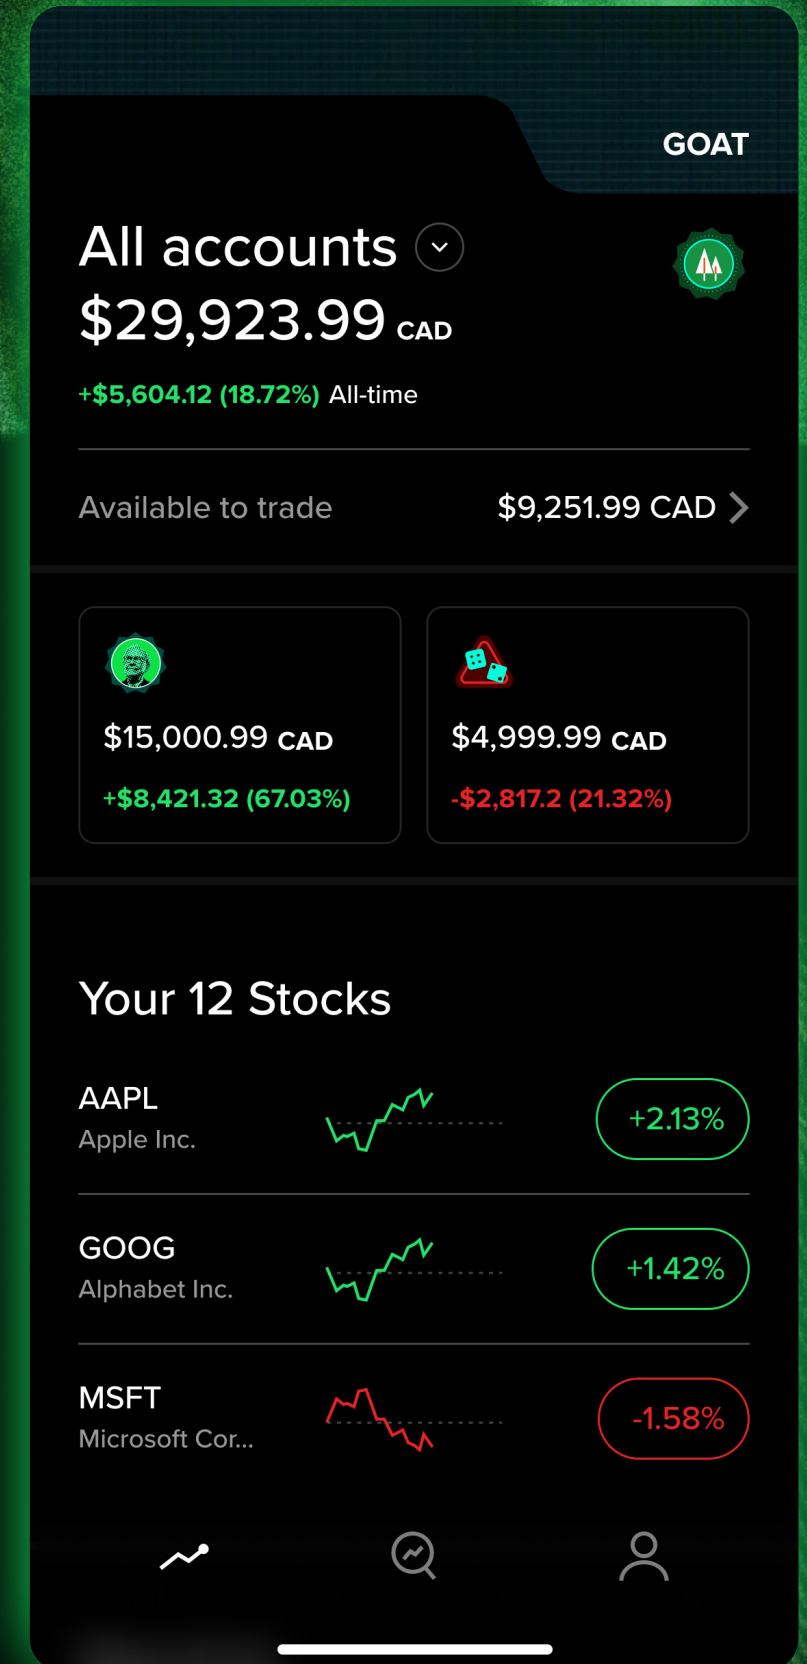 GOAT
All accounts
$29,923.99 CAD
+$5,604.12 (18.72%) All-time
Available to trade $9,251.99 CAD
$15,000.99 CAD
+$8,421.32 (67.03%)
$4,999.99 CAD
-$2,817.2 (21.32%)
Your 12 Stocks
AAPL
Apple Inc.
+2.13%
GOOG
Alphabet Inc.
+1.42%
MSFT
Microsoft Cor...
-1.58%